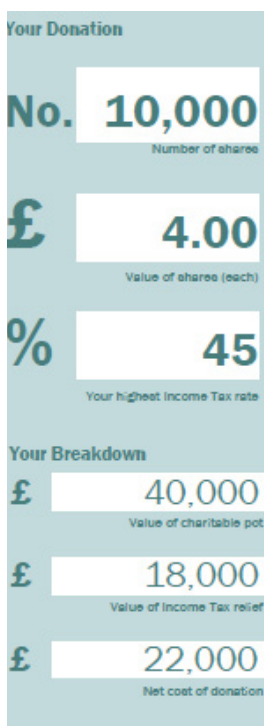 Your Donation
No. 10,000
Number of shares
£ 4.00
Value of shares (each)
% 45
Your highest Income Tax rate
Your Breakdown
£ 40,000
Value of charitable pot
£ 18,000
Value of Income Tax relief
£ 22,000
Net cost of donation